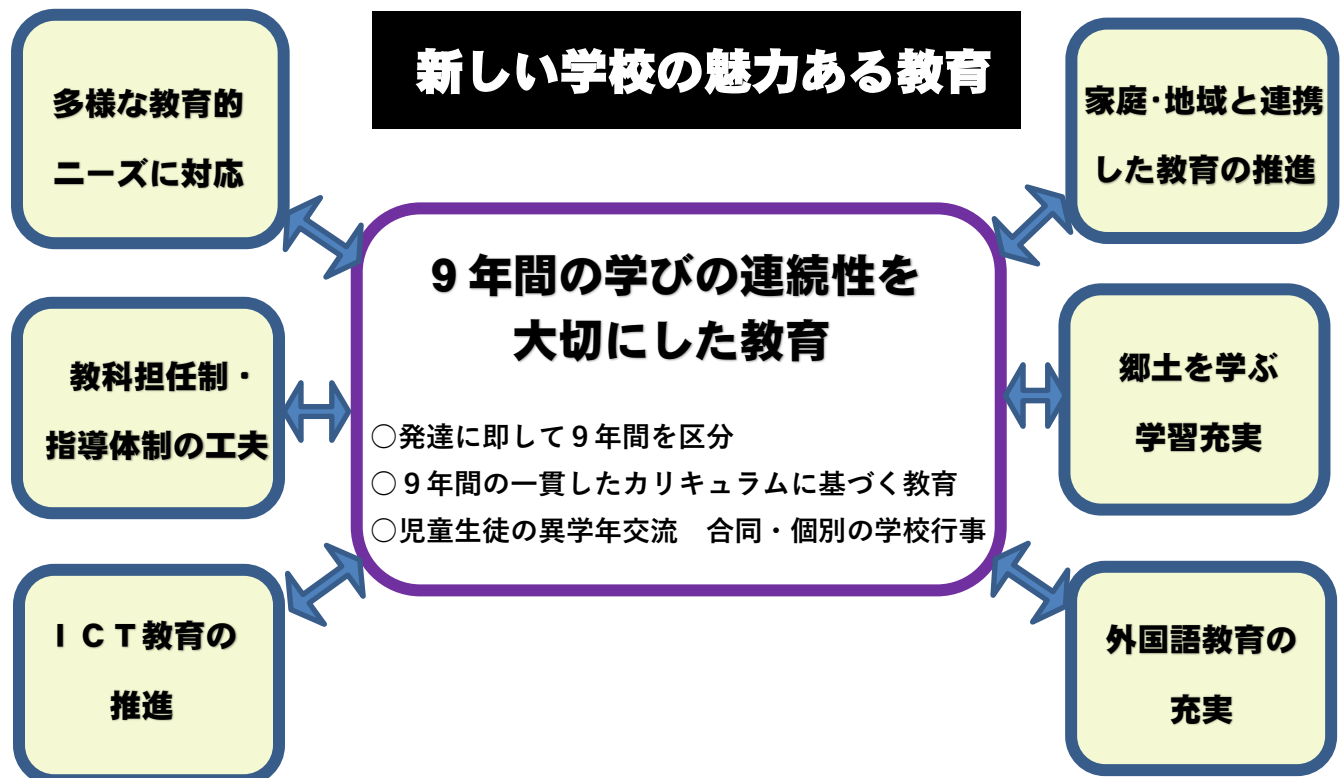 新しい学校の魅力ある教育
多様な教育的
ニーズに対応
家庭・地域と連携
した教育の推進
9年間の学びの連続性を
大切にした教育
○発達に即して9年間を区分
○9年間の一貫したカリキュラムに基づく教育
○児童生徒の異学年交流　合同・個別の学校行事
教科担任制・
指導体制の工夫
郷土を学ぶ
学習充実
ＩＣＴ教育の
推進
外国語教育の
充実